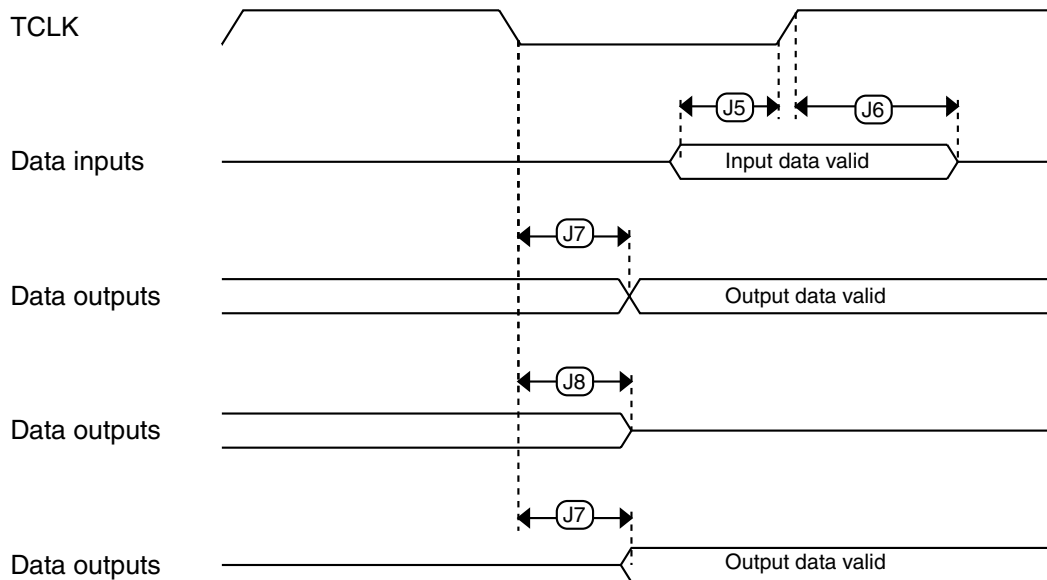 TCLK
J5
J6
Data inputs
Input data valid
J7
Data outputs
Output data valid
J8
Data outputs
J7
Data outputs
Output data valid